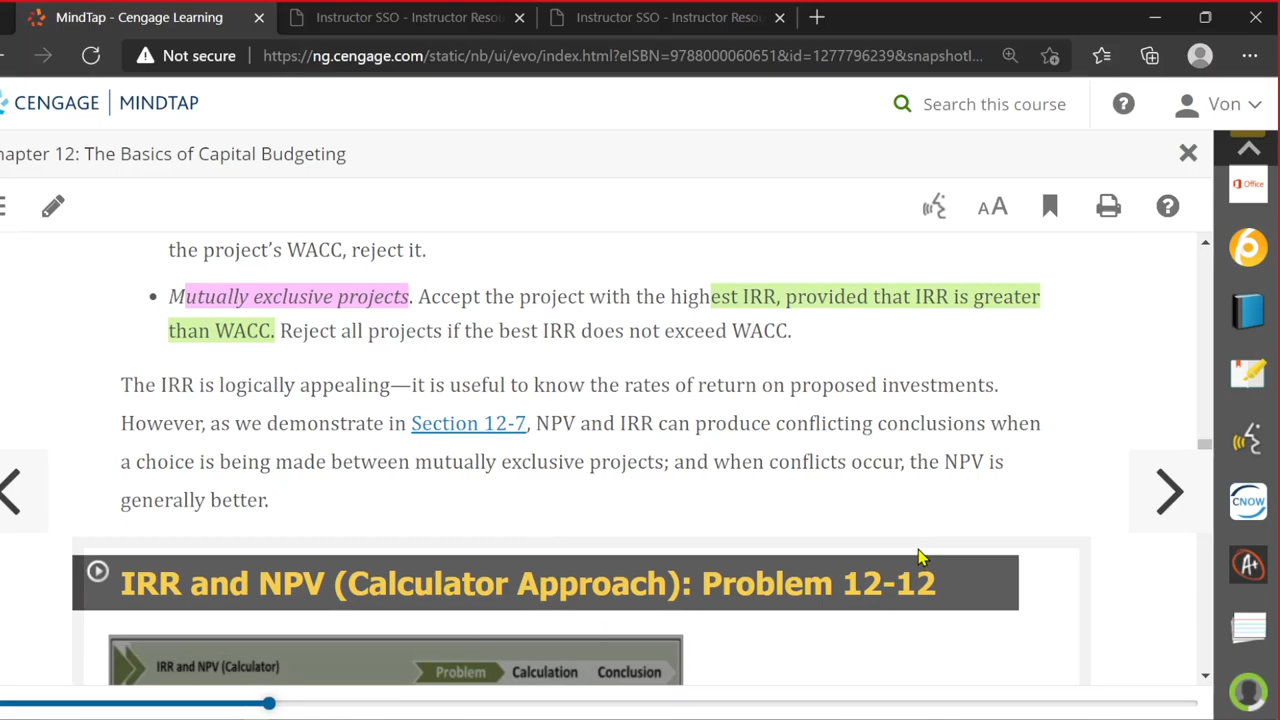 MindTap - Cengage Learning
Instructor SSO - Instructor Resou
Instructor SSO - Instructor Resou
Not secure
https://ng.cengage.com/static/nb/ui/evo/index.html?eISBN=9788000060651&id=1277796239&snapshotI...
CENGAGE | MINDTAP
Search this course
Von
hapter 12: The Basics of Capital Budgeting
AA
Office
the project's WACC, reject it.
• Mutually exclusive projects. Accept the project with the highest IRR, provided that IRR is greater
than WACC. Reject all projects if the best IRR does not exceed WACC.
The IRR is logically appealing—it is useful to know the rates of return on proposed investments.
However, as we demonstrate in Section 12-7, NPV and IRR can produce conflicting conclusions when
a choice is being made between mutually exclusive projects; and when conflicts occur, the NPV is
generally better.
CNOW
A+
IRR and NPV (Calculator Approach): Problem 12-12
IRR and NPV (Calculator)
Problem
Calculation
Conclusion